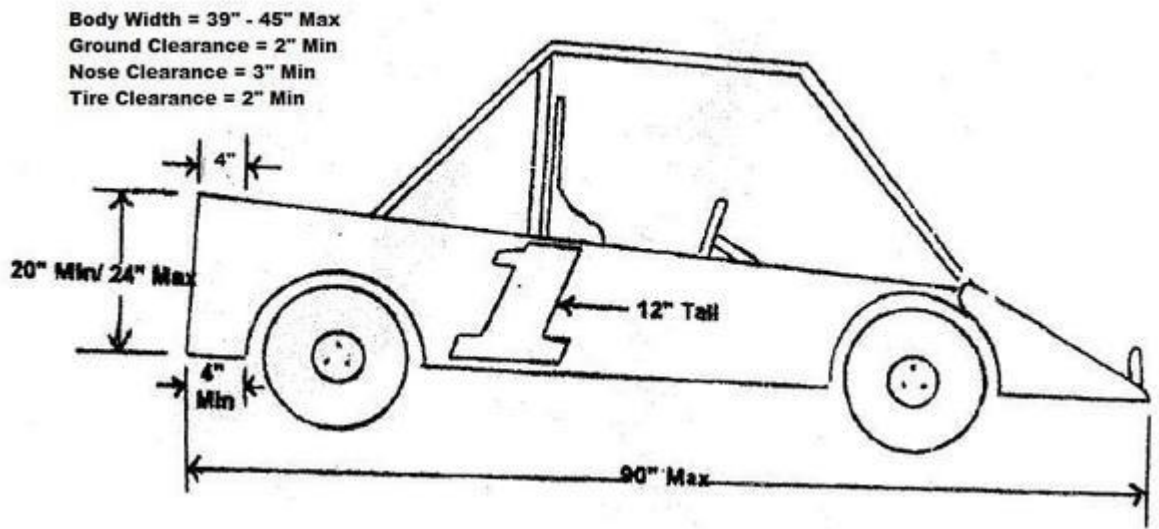 Body Width = 39" - 45" Max
Ground Clearance = 2" Min
Nose Clearance = 3" Min
Tire Clearance = 2" Min
4"
20" Min/ 24" Max
1
12" Tall
4"
Min
90" Max